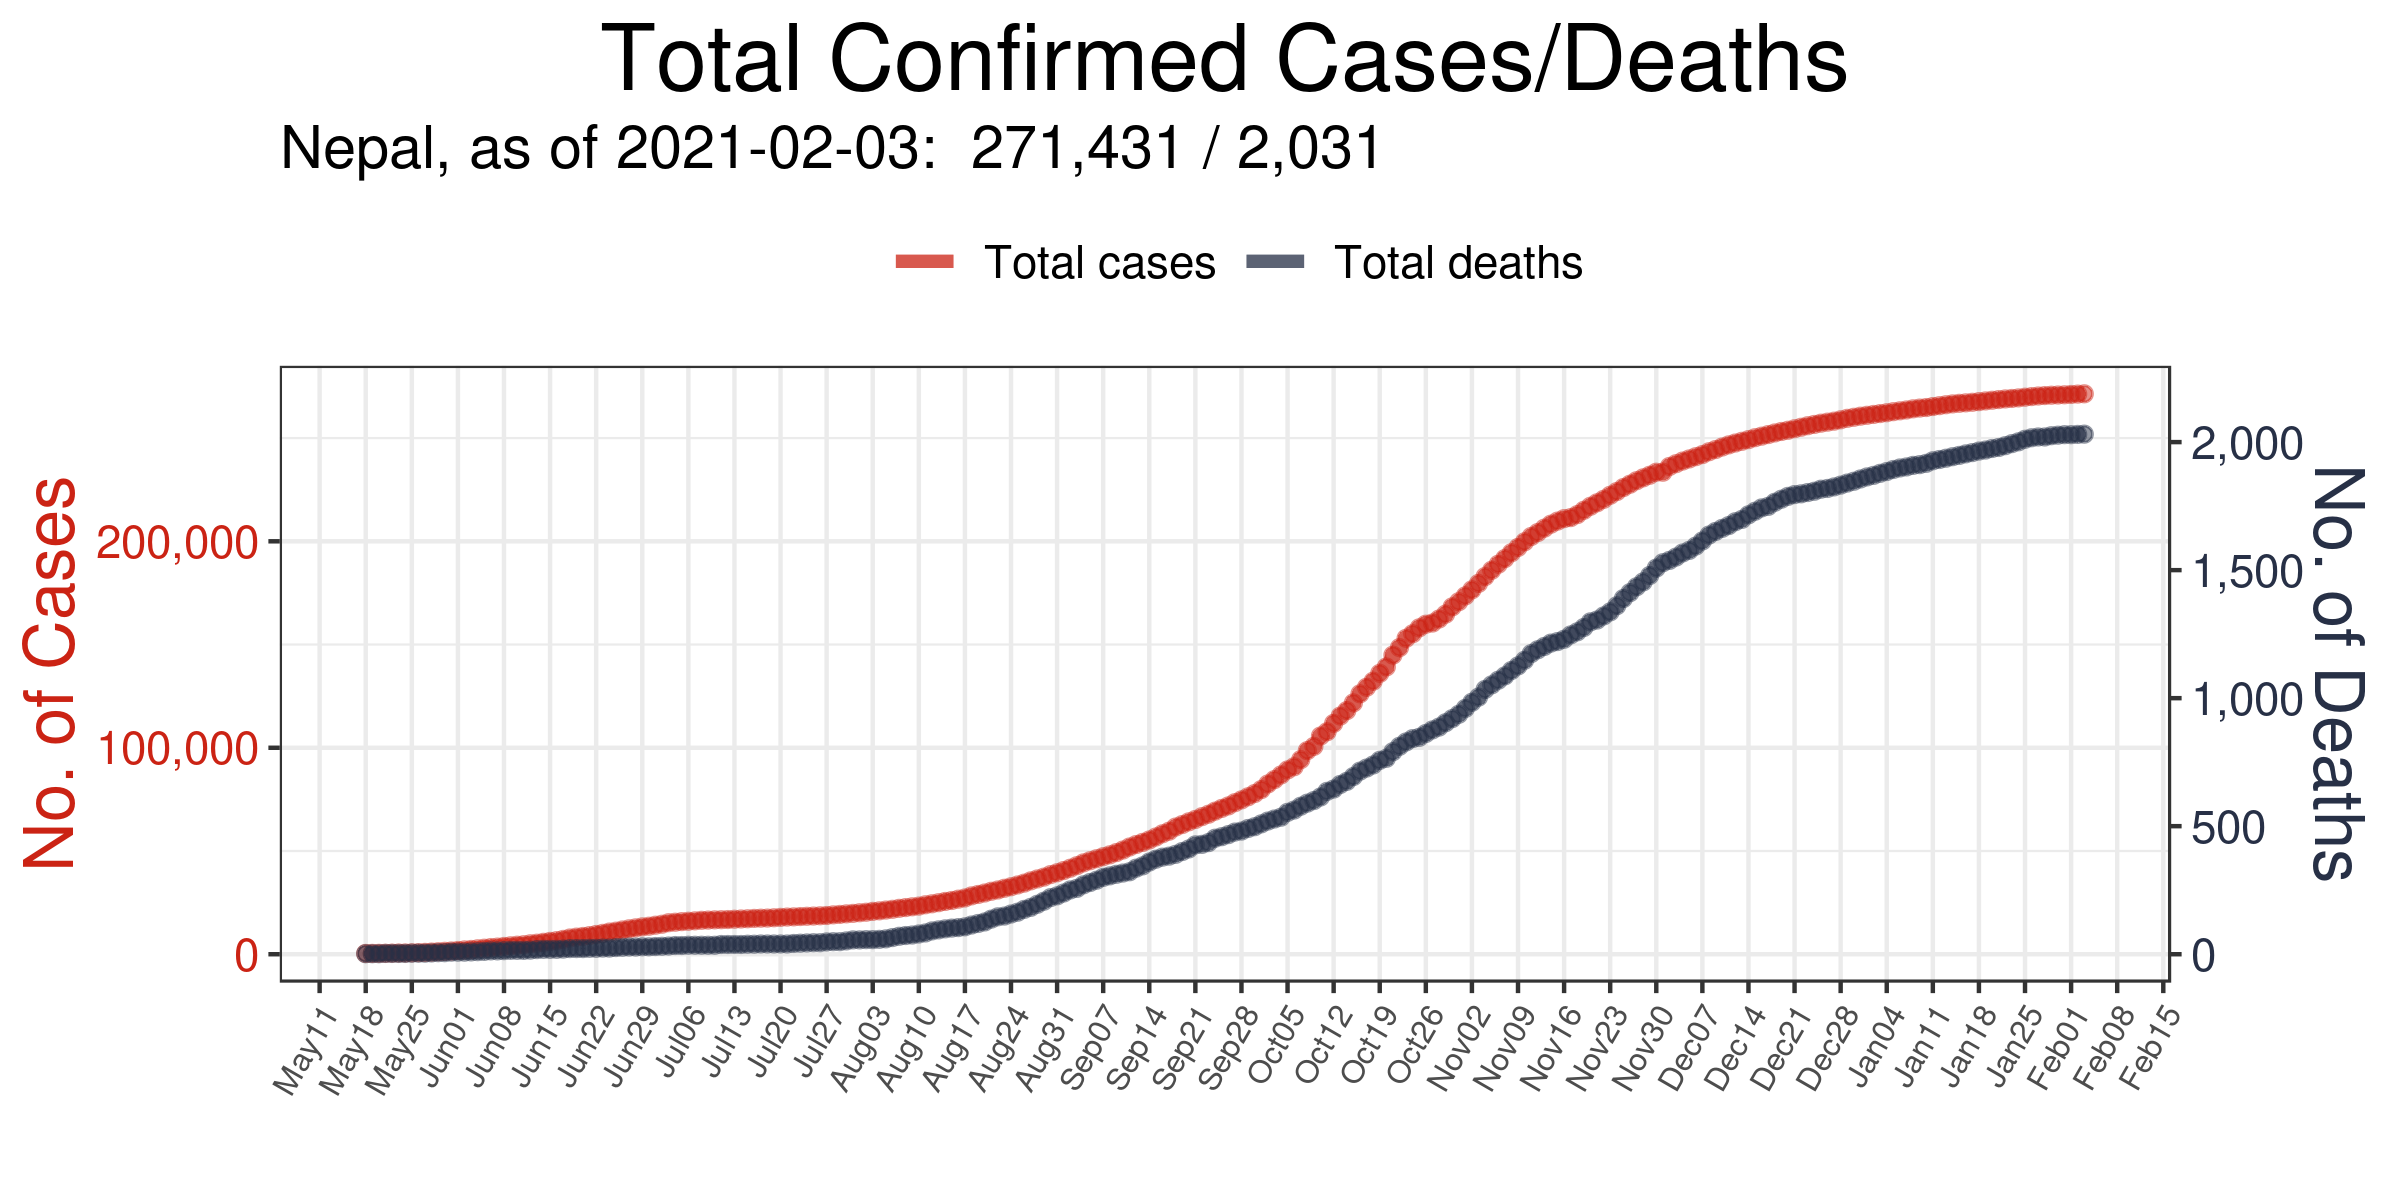 Total Confirmed Cases/Deaths
Nepal, as of 2021-02-03:  271,431 / 2,031
Total cases
Total deaths
No. of Cases
200,000
100,000
0
2,000
1,500
1,000
500
0
No. of Deaths
May11
May18
May25
Jun01
Jun08
Jun15
Jun22
Jun29
Jul06
Jul13
Jul20
Jul27
Aug03
Aug10
Aug17
Aug24
Aug31
Sep07
Sep14
Sep21
Sep28
Oct05
Oct12
Oct19
Oct26
Nov02
Nov09
Nov16
Nov23
Nov30
Dec07
Dec14
Dec21
Dec28
Jan04
Jan11
Jan18
Jan25
Feb01
Feb08
Feb15